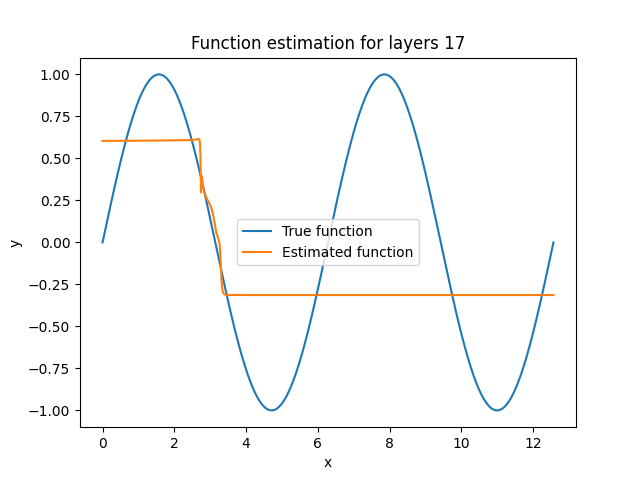 Function estimation for layers 17
1.00
0.75
0.50
0.25
0.00
−0.25
−0.50
−0.75
−1.00
y
True function
Estimated function
0 2 4 6 8 10 12
x